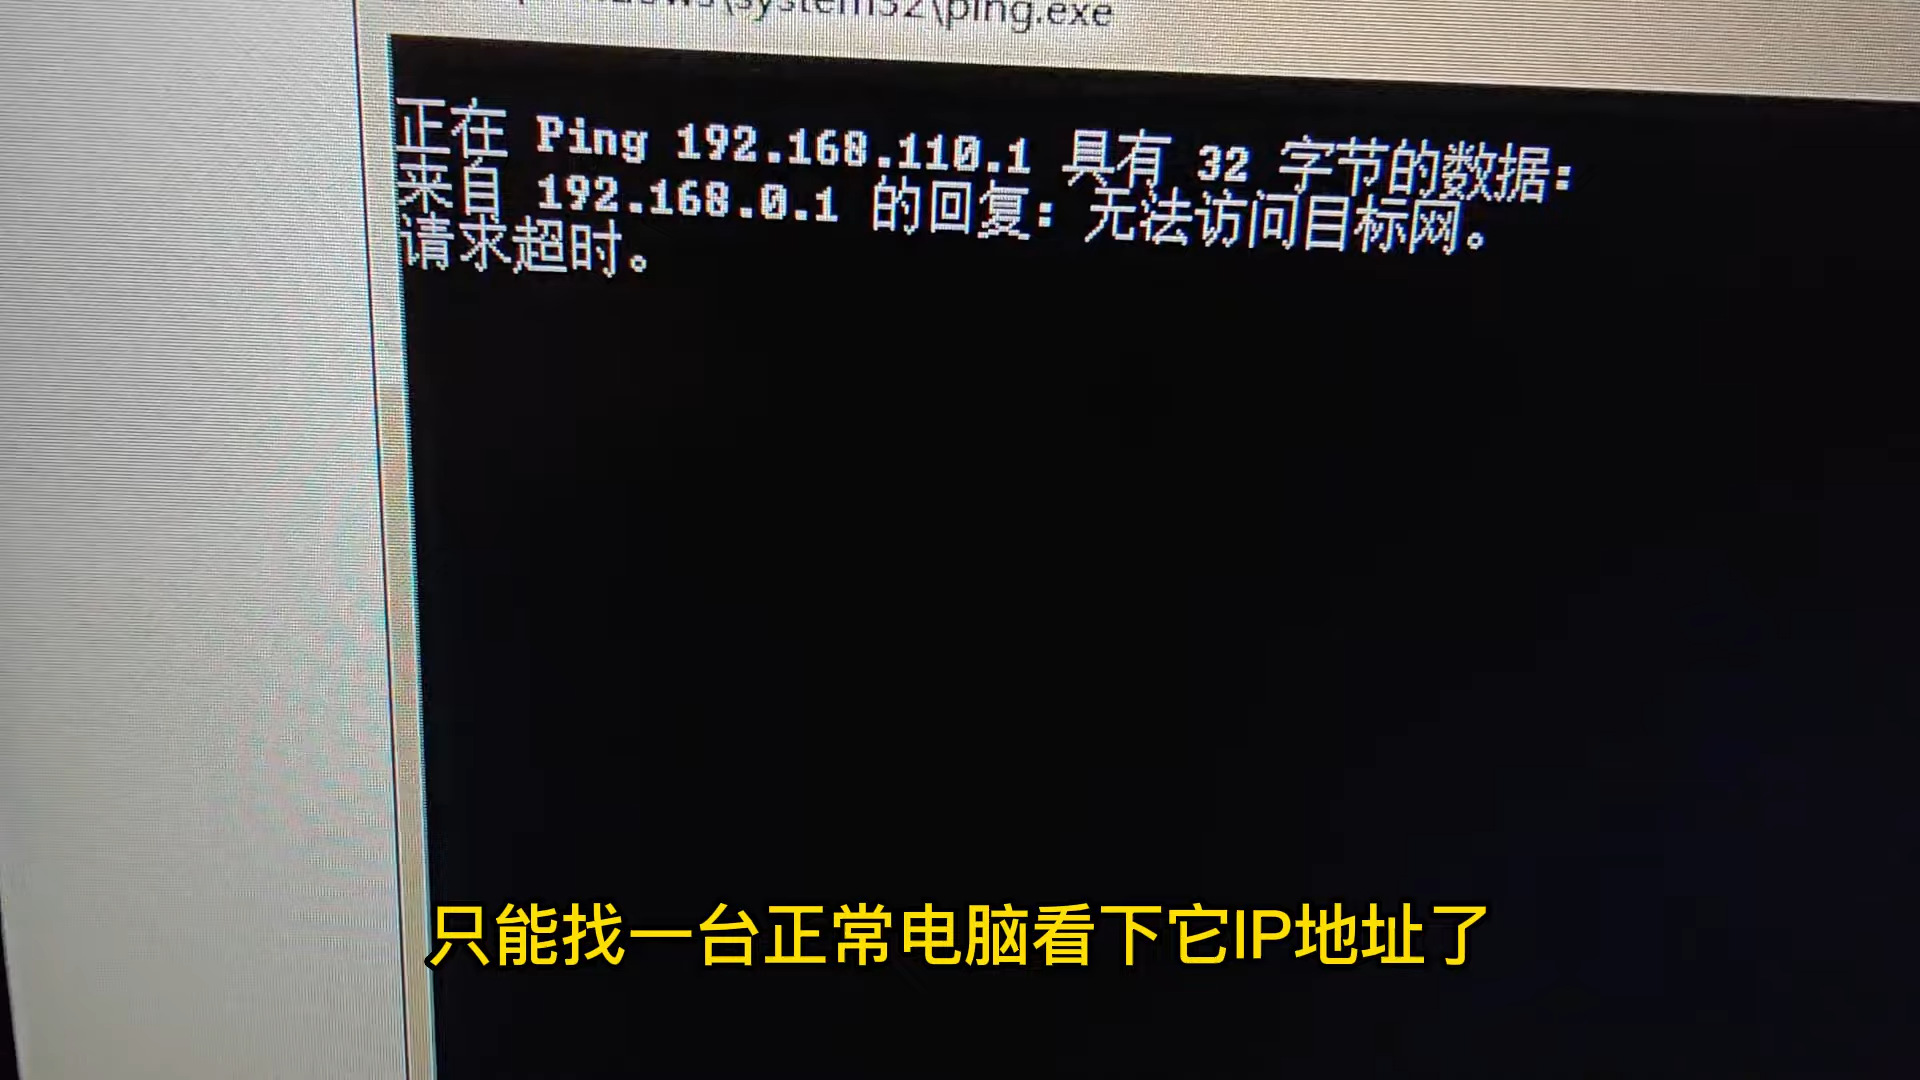 \system32\ping.exe
正在 Ping 192.168.110.1 具有 32 字节的数据:
来自 192.168.0.1 的回复: 无法访问目标网。
请求超时。
只能找一台正常电脑看下它IP地址了